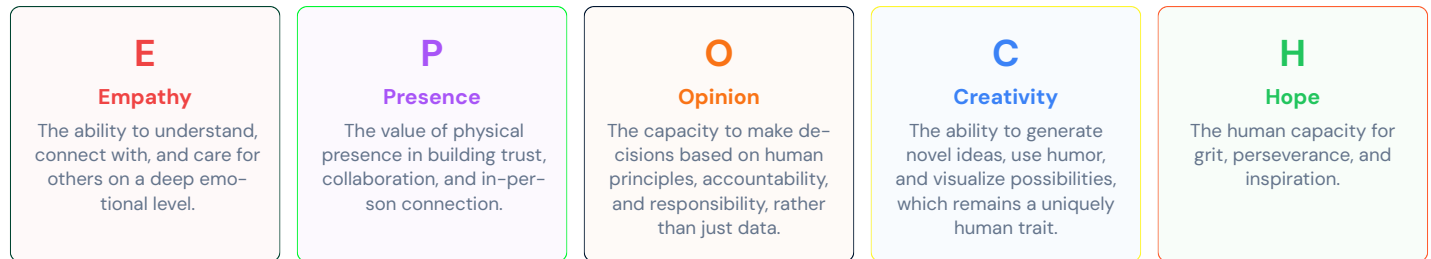 E
Empathy
The ability to understand,
connect with, and care for
others on a deep emo-
tional level.
P
Presence
The value of physical
presence in building trust,
collaboration, and in-per-
son connection.
O
Opinion
The capacity to make de-
cisions based on human
principles, accountability,
and responsibility, rather
than just data.
C
Creativity
The ability to generate
novel ideas, use humor,
and visualize possibilities,
which remains a uniquely
human trait.
H
Hope
The human capacity for
grit, perseverance, and
inspiration.